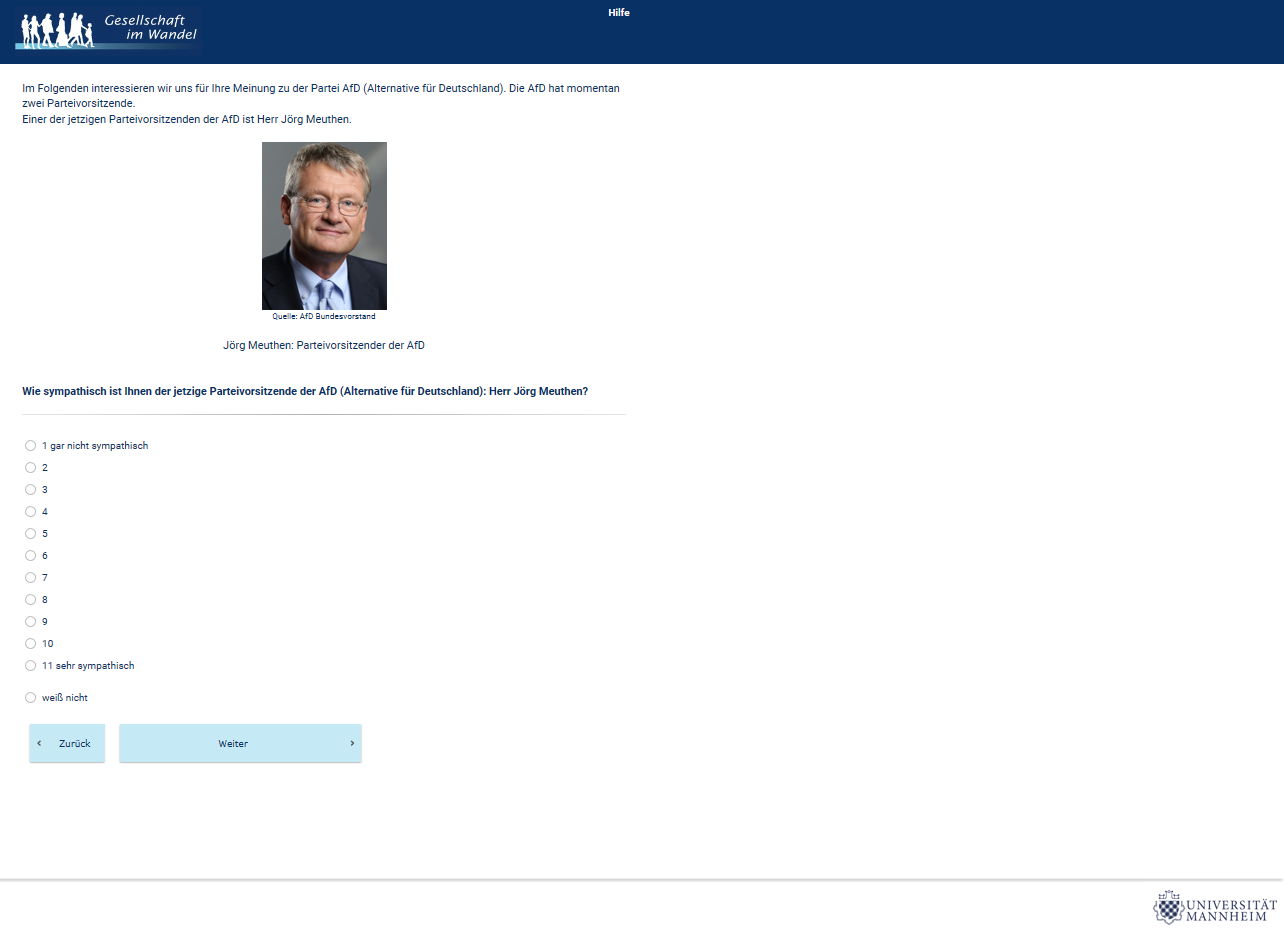 Gesellschaft
im Wandel
Hilfe
Im Folgenden interessieren wir uns für Ihre Meinung zu der Partei AfD (Alternative für Deutschland). Die AfD hat momentan
zwei Parteivorsitzende.
Einer der jetzigen Parteivorsitzenden der AfD ist Herr Jörg Meuthen.
Quelle: AfD Bundesvorstand
Jörg Meuthen: Parteivorsitzender der AfD
Wie sympathisch ist Ihnen der jetzige Parteivorsitzende der AfD (Alternative für Deutschland): Herr Jörg Meuthen?
1 gar nicht sympathisch
2
3
4
5
6
7
8
9
10
11 sehr sympathisch
weiß nicht
‹ Zurück
Weiter ›
UNIVERSITÄT
MANNHEIM